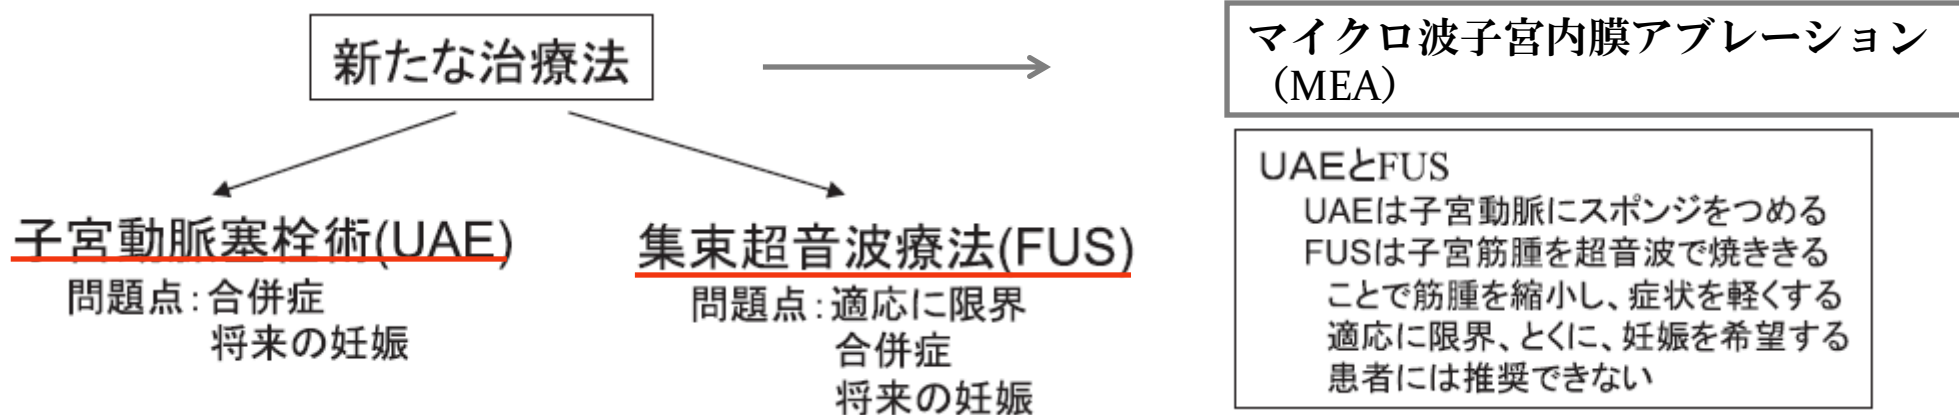 新たな治療法
マイクロ波子宮内膜アブレーション
（MEA）
子宮動脈塞栓術(UAE)
問題点：合併症
将来の妊娠
集束超音波療法(FUS)
問題点：適応に限界
合併症
将来の妊娠
UAEとFUS
UAEは子宮動脈にスポンジをつめる
FUSは子宮筋腫を超音波で焼ききる
ことで筋腫を縮小し、症状を軽くする
適応に限界、とくに、妊娠を希望する
患者には推奨できない